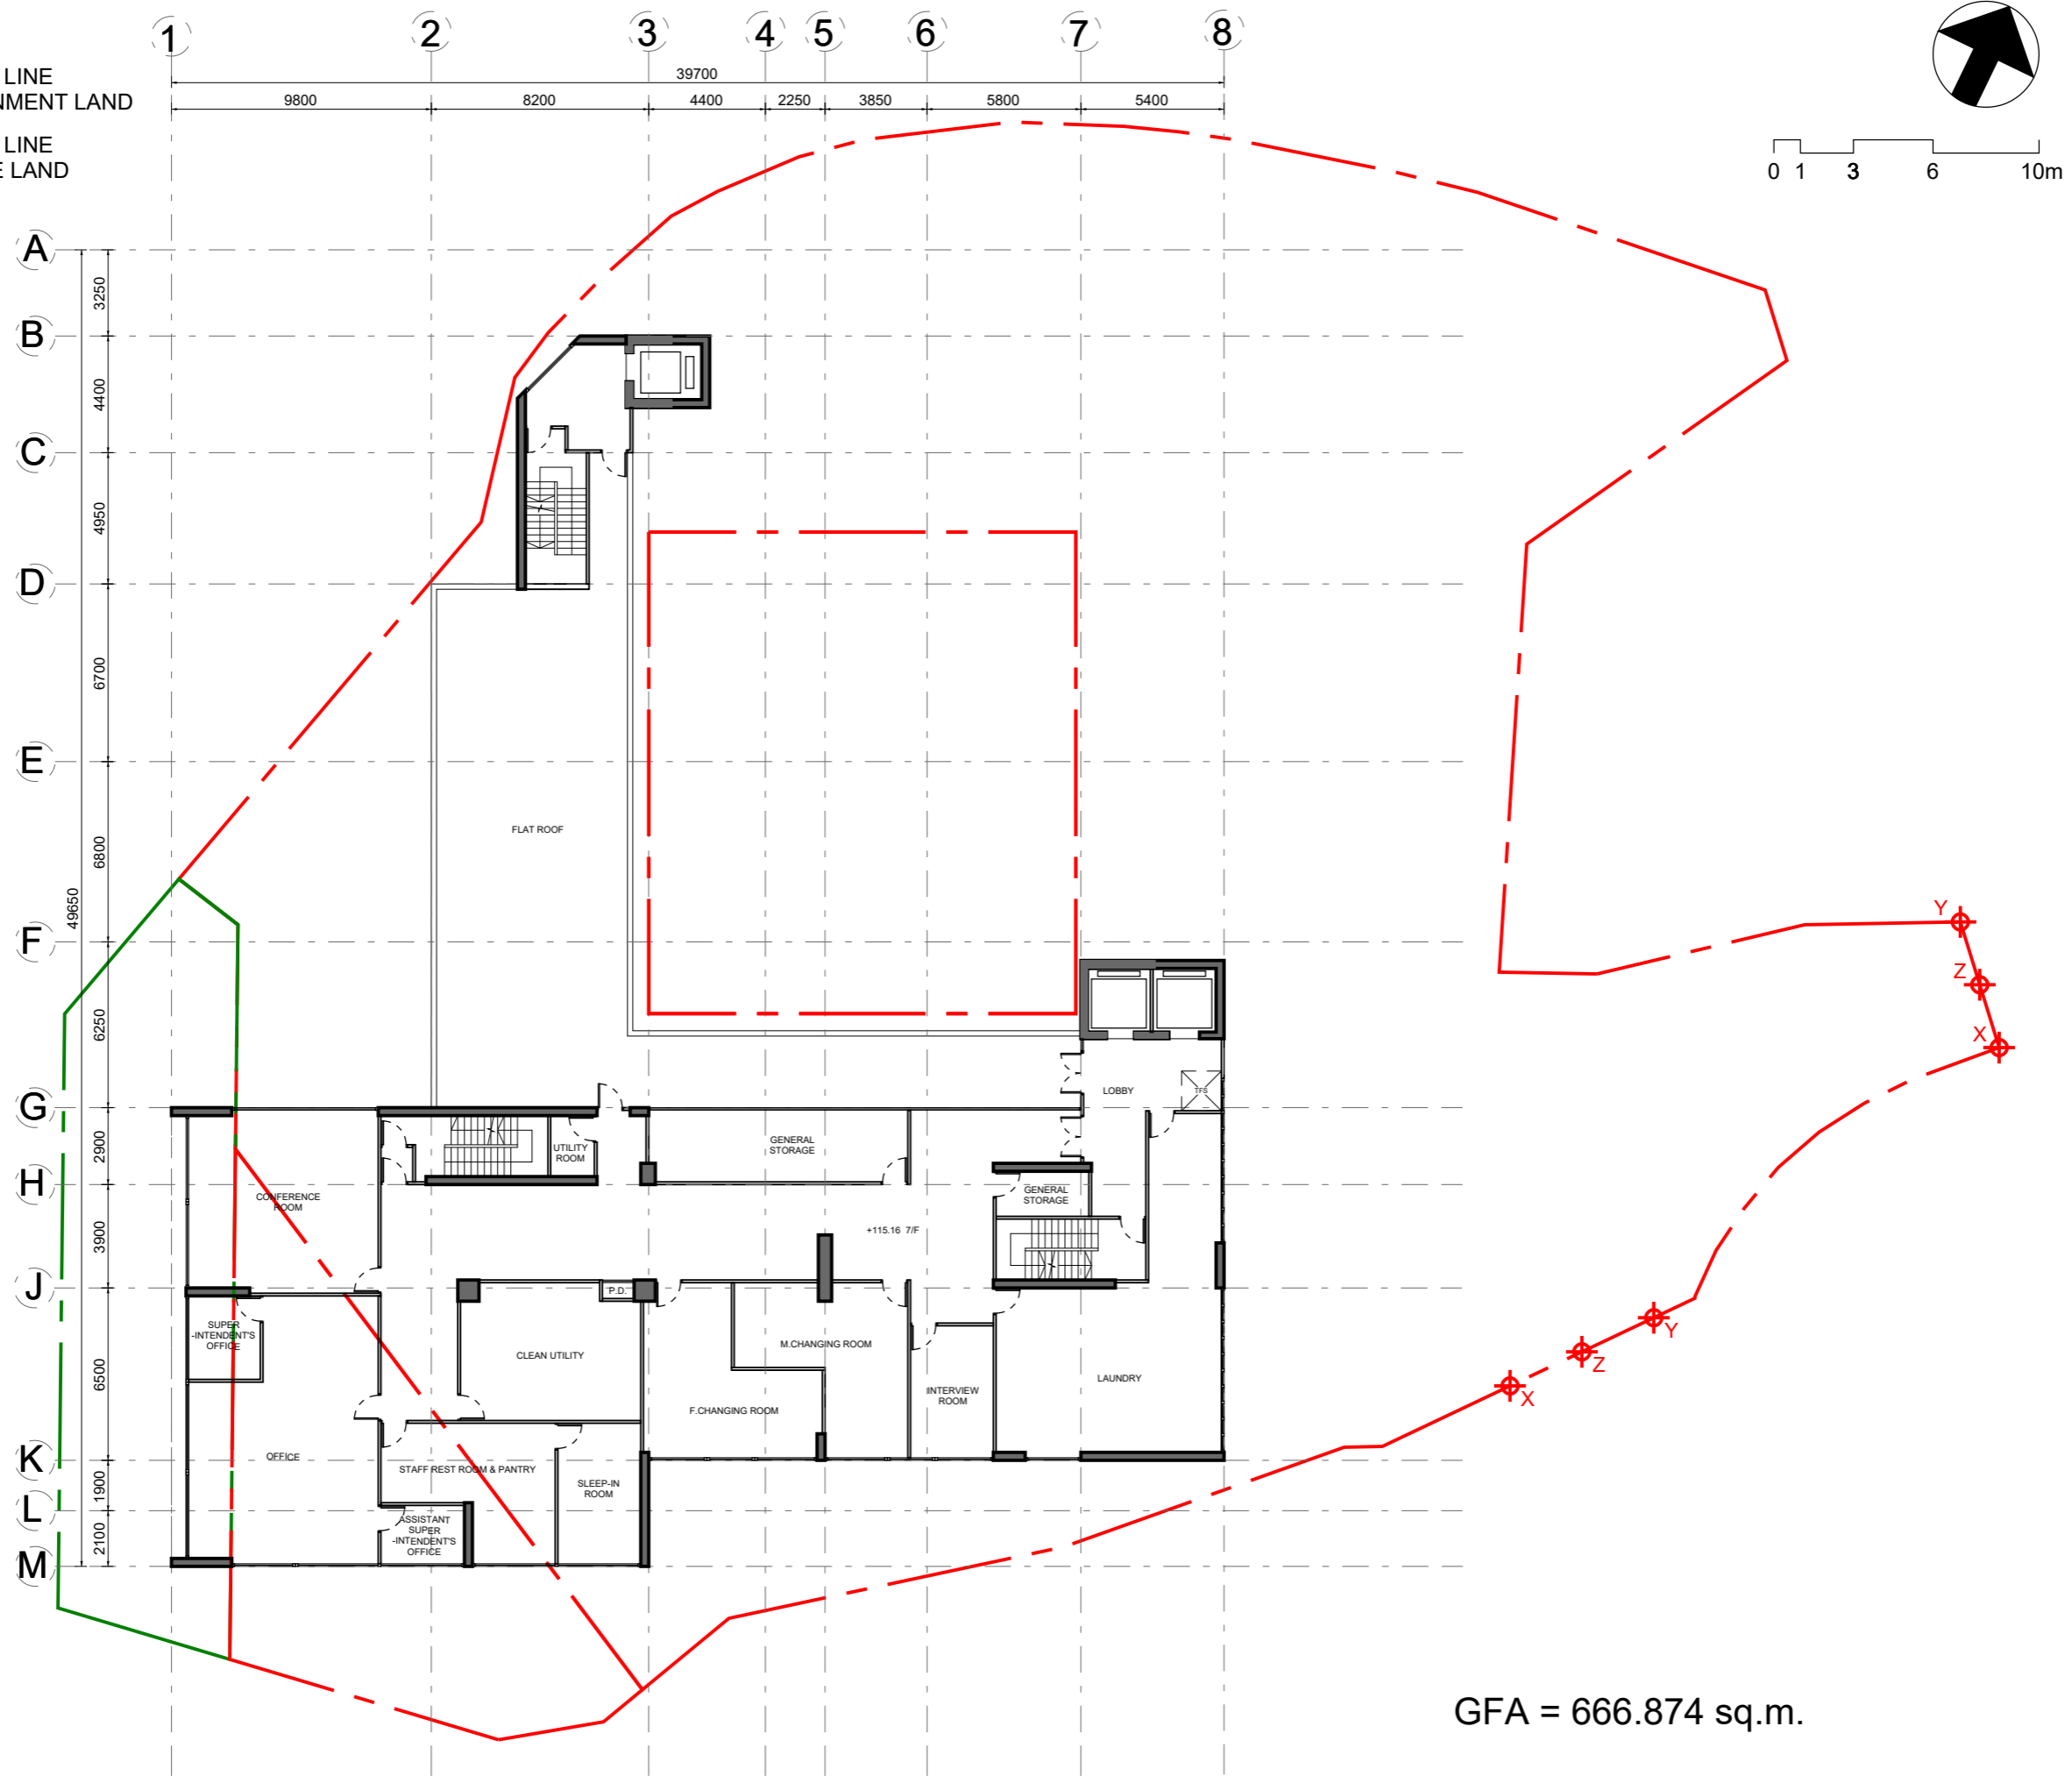 1 2 3 4 5 6 7 8
LINE
NMENT LAND
LINE
E LAND
39700
9800 8200 4400 2250 3850 5800 5400
0 1 3 6 10m
A
3250
B
4400
C
4950
D
6700
E
6800
49650
F
6250
G
2900
H
3900
J
6500
K
1900
L
2100
M
FLAT ROOF
Y
Z
X
LOBBY
TFS
UTILITY
ROOM
GENERAL
STORAGE
CONFERENCE
ROOM
GENERAL
STORAGE
+115.16 7/F
P.D.
SUPER
-INTENDENT'S
OFFICE
CLEAN UTILITY
M.CHANGING ROOM
F.CHANGING ROOM
INTERVIEW
ROOM
LAUNDRY
Y
Z
X
OFFICE
STAFF REST ROOM & PANTRY
SLEEP-IN
ROOM
ASSISTANT
SUPER
-INTENDENT'S
OFFICE
GFA = 666.874 sq.m.